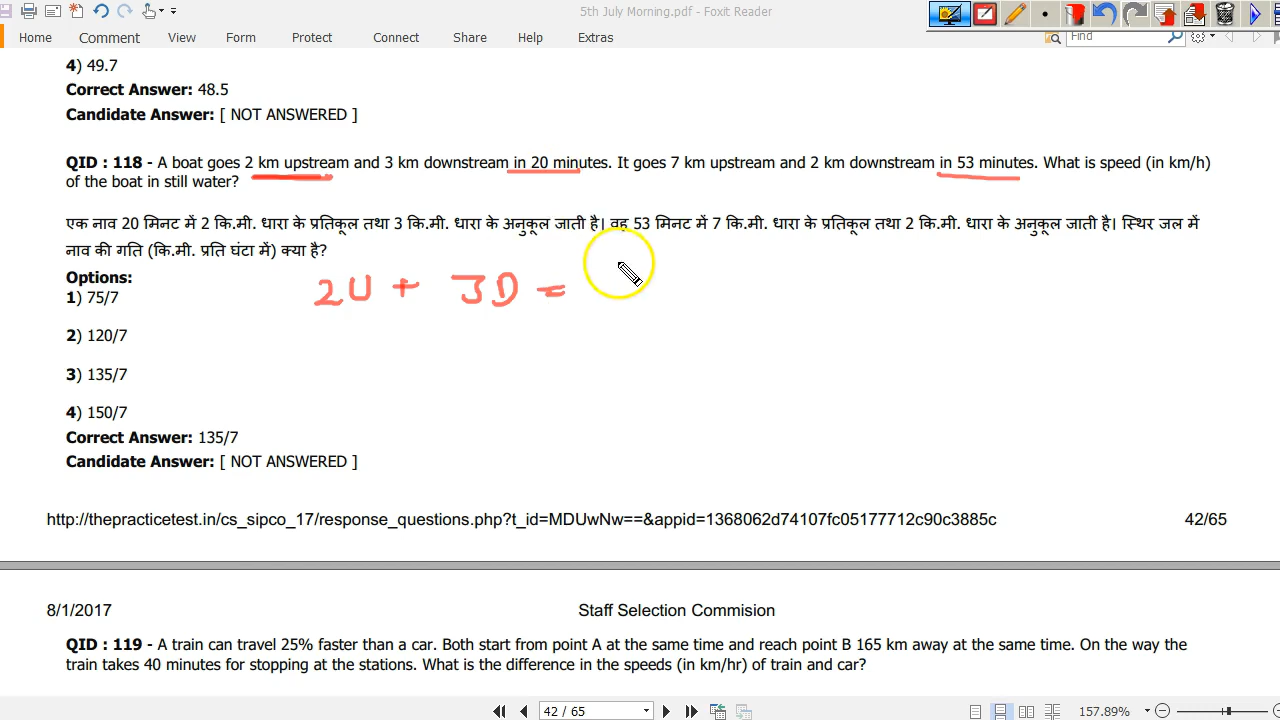 5th July Morning.pdf - Foxit Reader
Home Comment View Form Protect Connect Share Help Extras
Find
4) 49.7
Correct Answer: 48.5
Candidate Answer: [ NOT ANSWERED ]
QID : 118 - A boat goes 2 km upstream and 3 km downstream in 20 minutes. It goes 7 km upstream and 2 km downstream in 53 minutes. What is speed (in km/h)
of the boat in still water?
एक नाव 20 मिनट में 2 कि.मी. धारा के प्रतिकूल तथा 3 कि.मी. धारा के अनुकूल जाती है। वह 53 मिनट में 7 कि.मी. धारा के प्रतिकूल तथा 2 कि.मी. धारा के अनुकूल जाती है। स्थिर जल में
नाव की गति (कि.मी. प्रति घंटा में) क्या है?
Options:
2U + 3D =
1) 75/7
2) 120/7
3) 135/7
4) 150/7
Correct Answer: 135/7
Candidate Answer: [ NOT ANSWERED ]
http://thepracticetest.in/cs_sipco_17/response_questions.php?t_id=MDUwNw==&appid=1368062d74107fc05177712c90c3885c 42/65
8/1/2017 Staff Selection Commision
QID : 119 - A train can travel 25% faster than a car. Both start from point A at the same time and reach point B 165 km away at the same time. On the way the
train takes 40 minutes for stopping at the stations. What is the difference in the speeds (in km/hr) of train and car?
42 / 65 157.89%